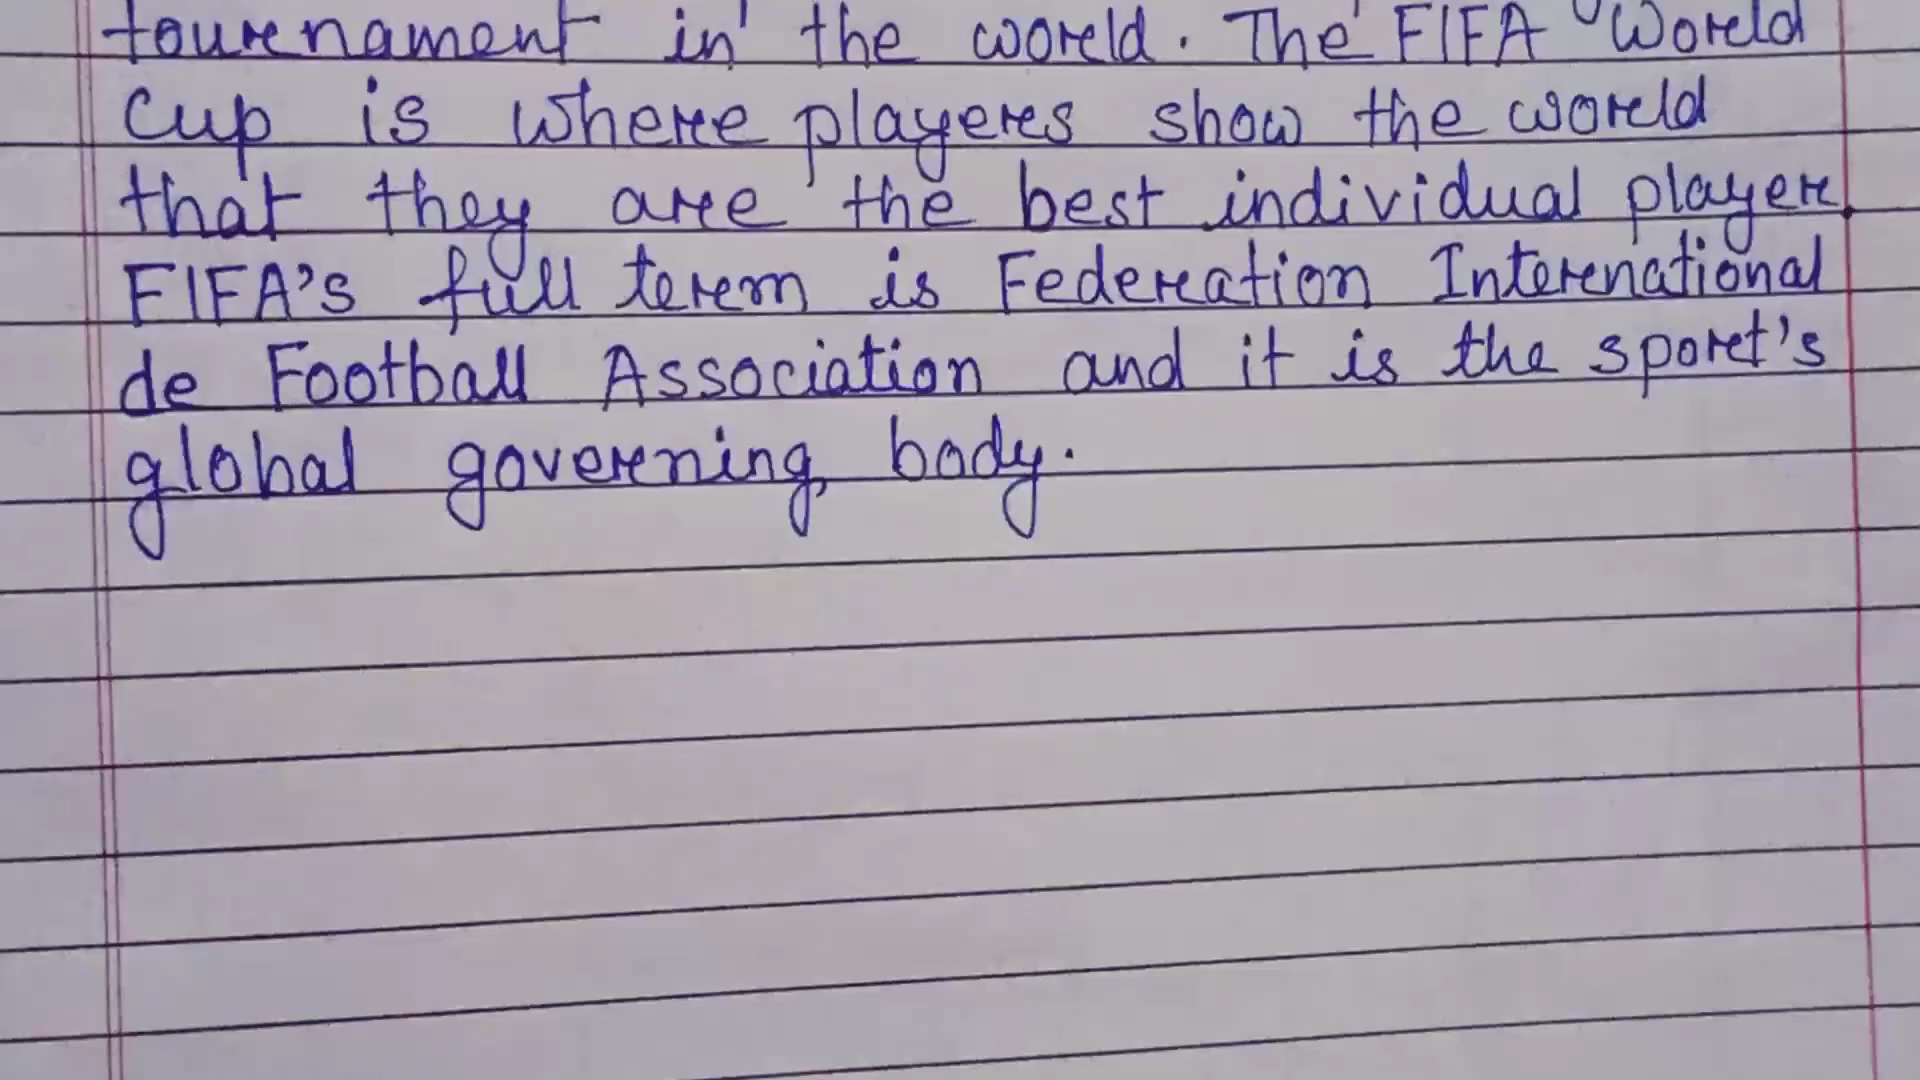 tournament in the world. The FIFA World
Cup is where players show the world
that they are the best individual player.
FIFA's full term is Federation International
de Football Association and it is the sport's
global governing body.